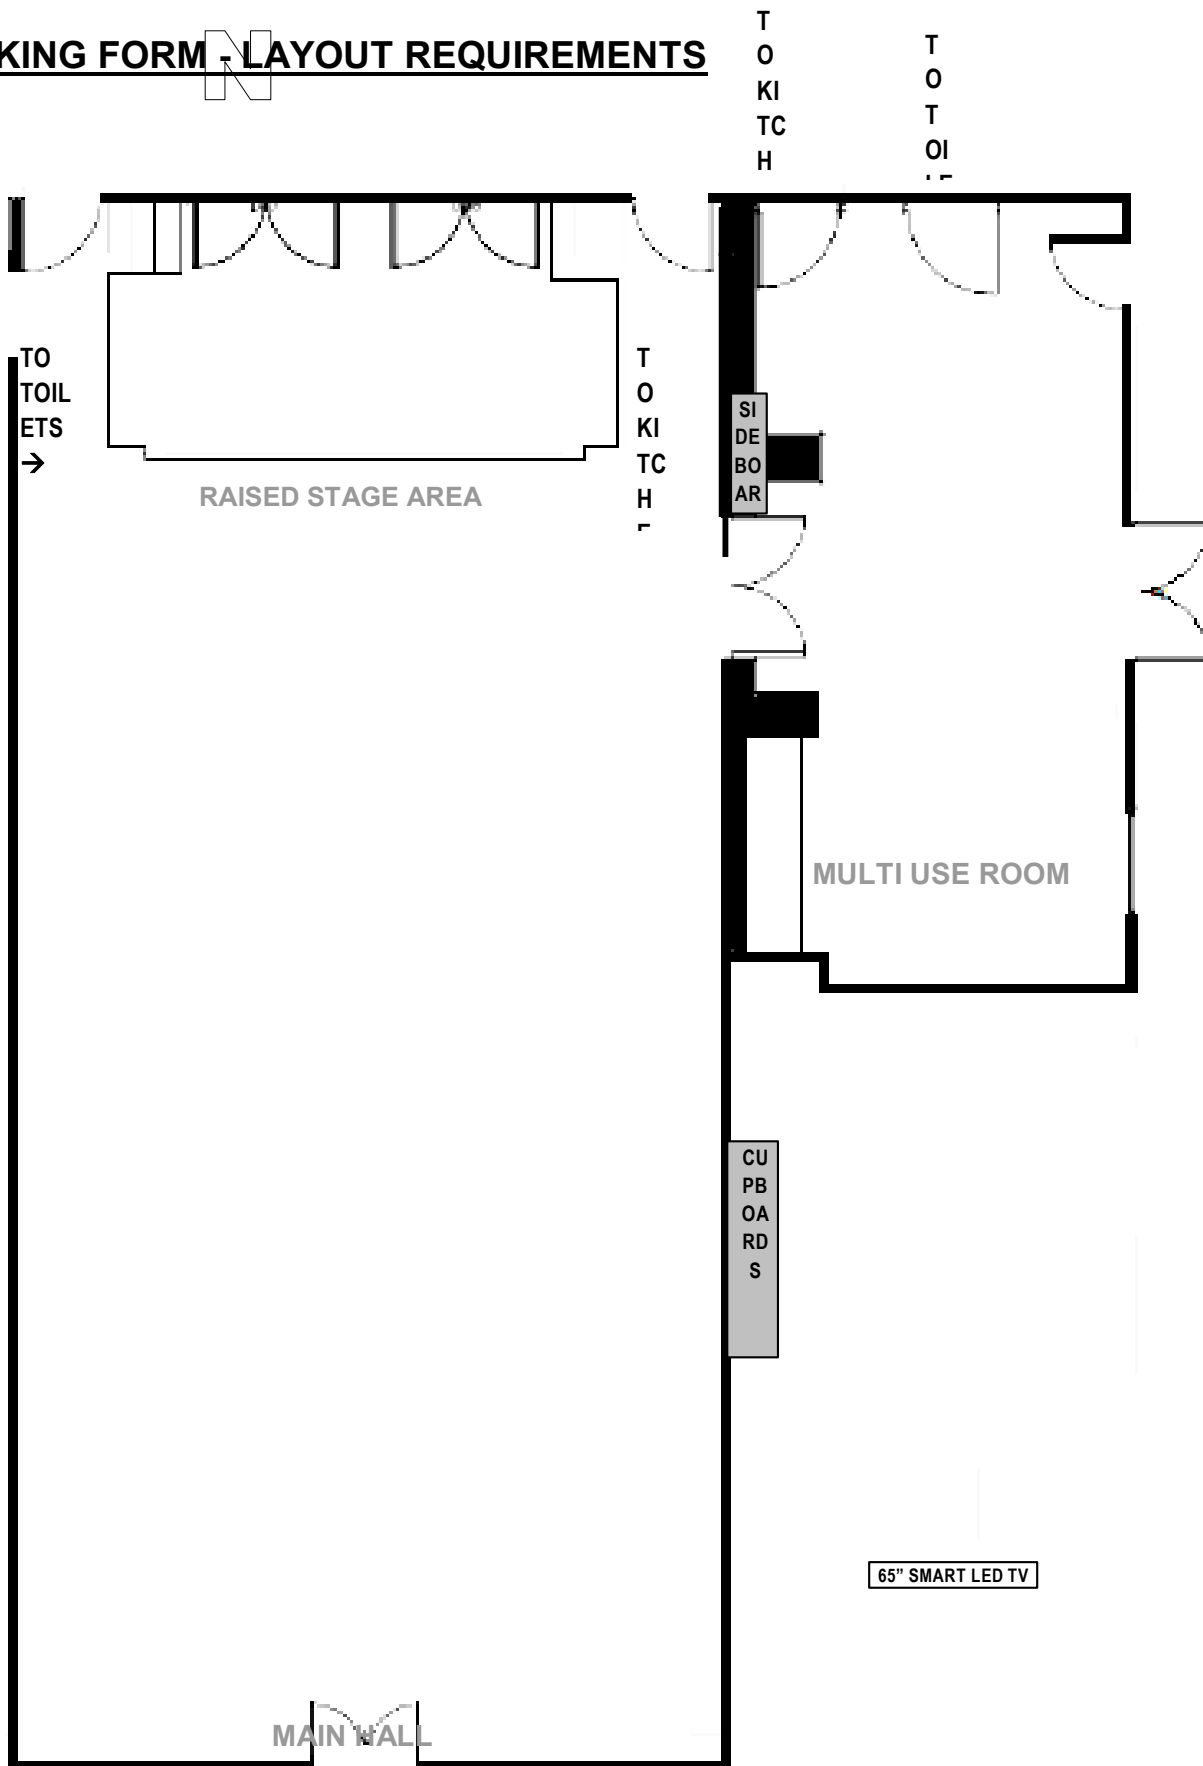 KING FORM - LAYOUT REQUIREMENTS
N
T
O
KI
TC
H
T
O
T
OI
TO
TOIL
ETS
→
T
O
KI
TC
H
SI
DE
BO
AR
RAISED STAGE AREA
MULTI USE ROOM
CU
PB
OA
RD
S
65” SMART LED TV
MAIN HALL